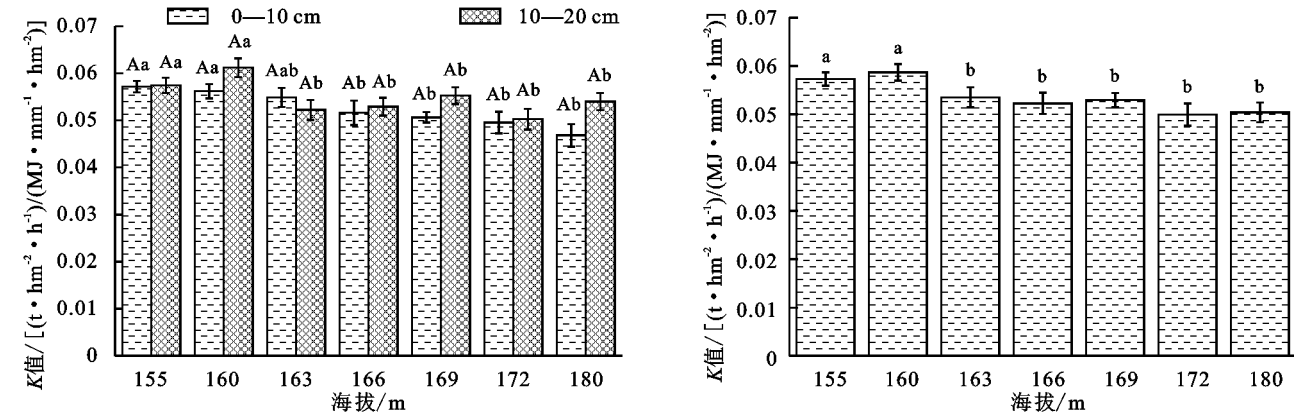 0—10 cm 10—20 cm
K值/[(t·hm⁻²·h⁻¹)/(MJ·mm⁻¹·hm⁻²)]
0.07
0.06
0.05
0.04
0.03
0.02
0.01
0
Aa Aa Aa Aa Aab Ab Ab Ab Ab Ab Ab Ab Ab Ab
155 160 163 166 169 172 180
海拔/m
K值/[(t·hm⁻²·h⁻¹)/(MJ·mm⁻¹·hm⁻²)]
0.07
0.06
0.05
0.04
0.03
0.02
0.01
0
a a b b b b b
155 160 163 166 169 172 180
海拔/m